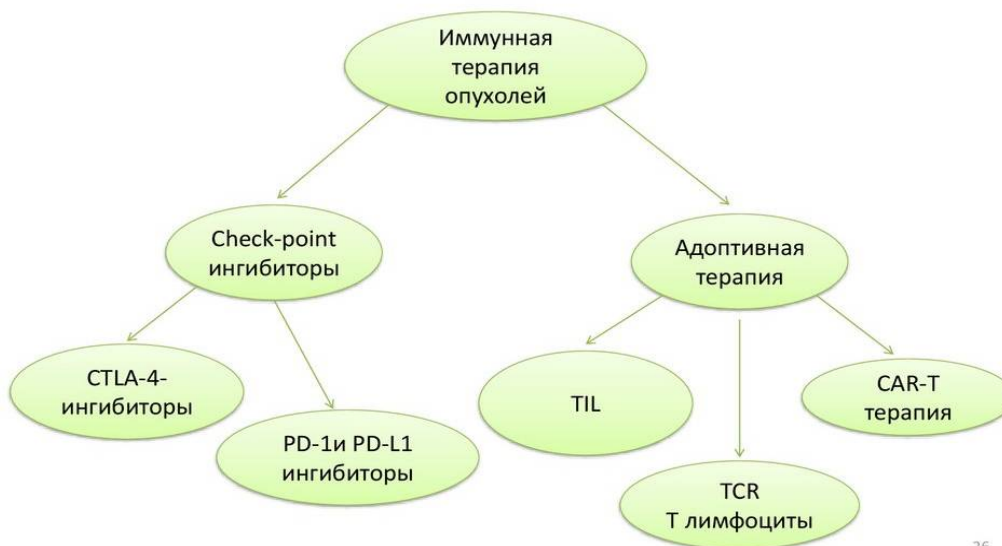 Иммунная
терапия
опухолей
Check-point
ингибиторы
Адоптивная
терапия
CTLA-4-
ингибиторы
PD-1и PD-L1
ингибиторы
TIL
TCR
Т лимфоциты
CAR-T
терапия
26